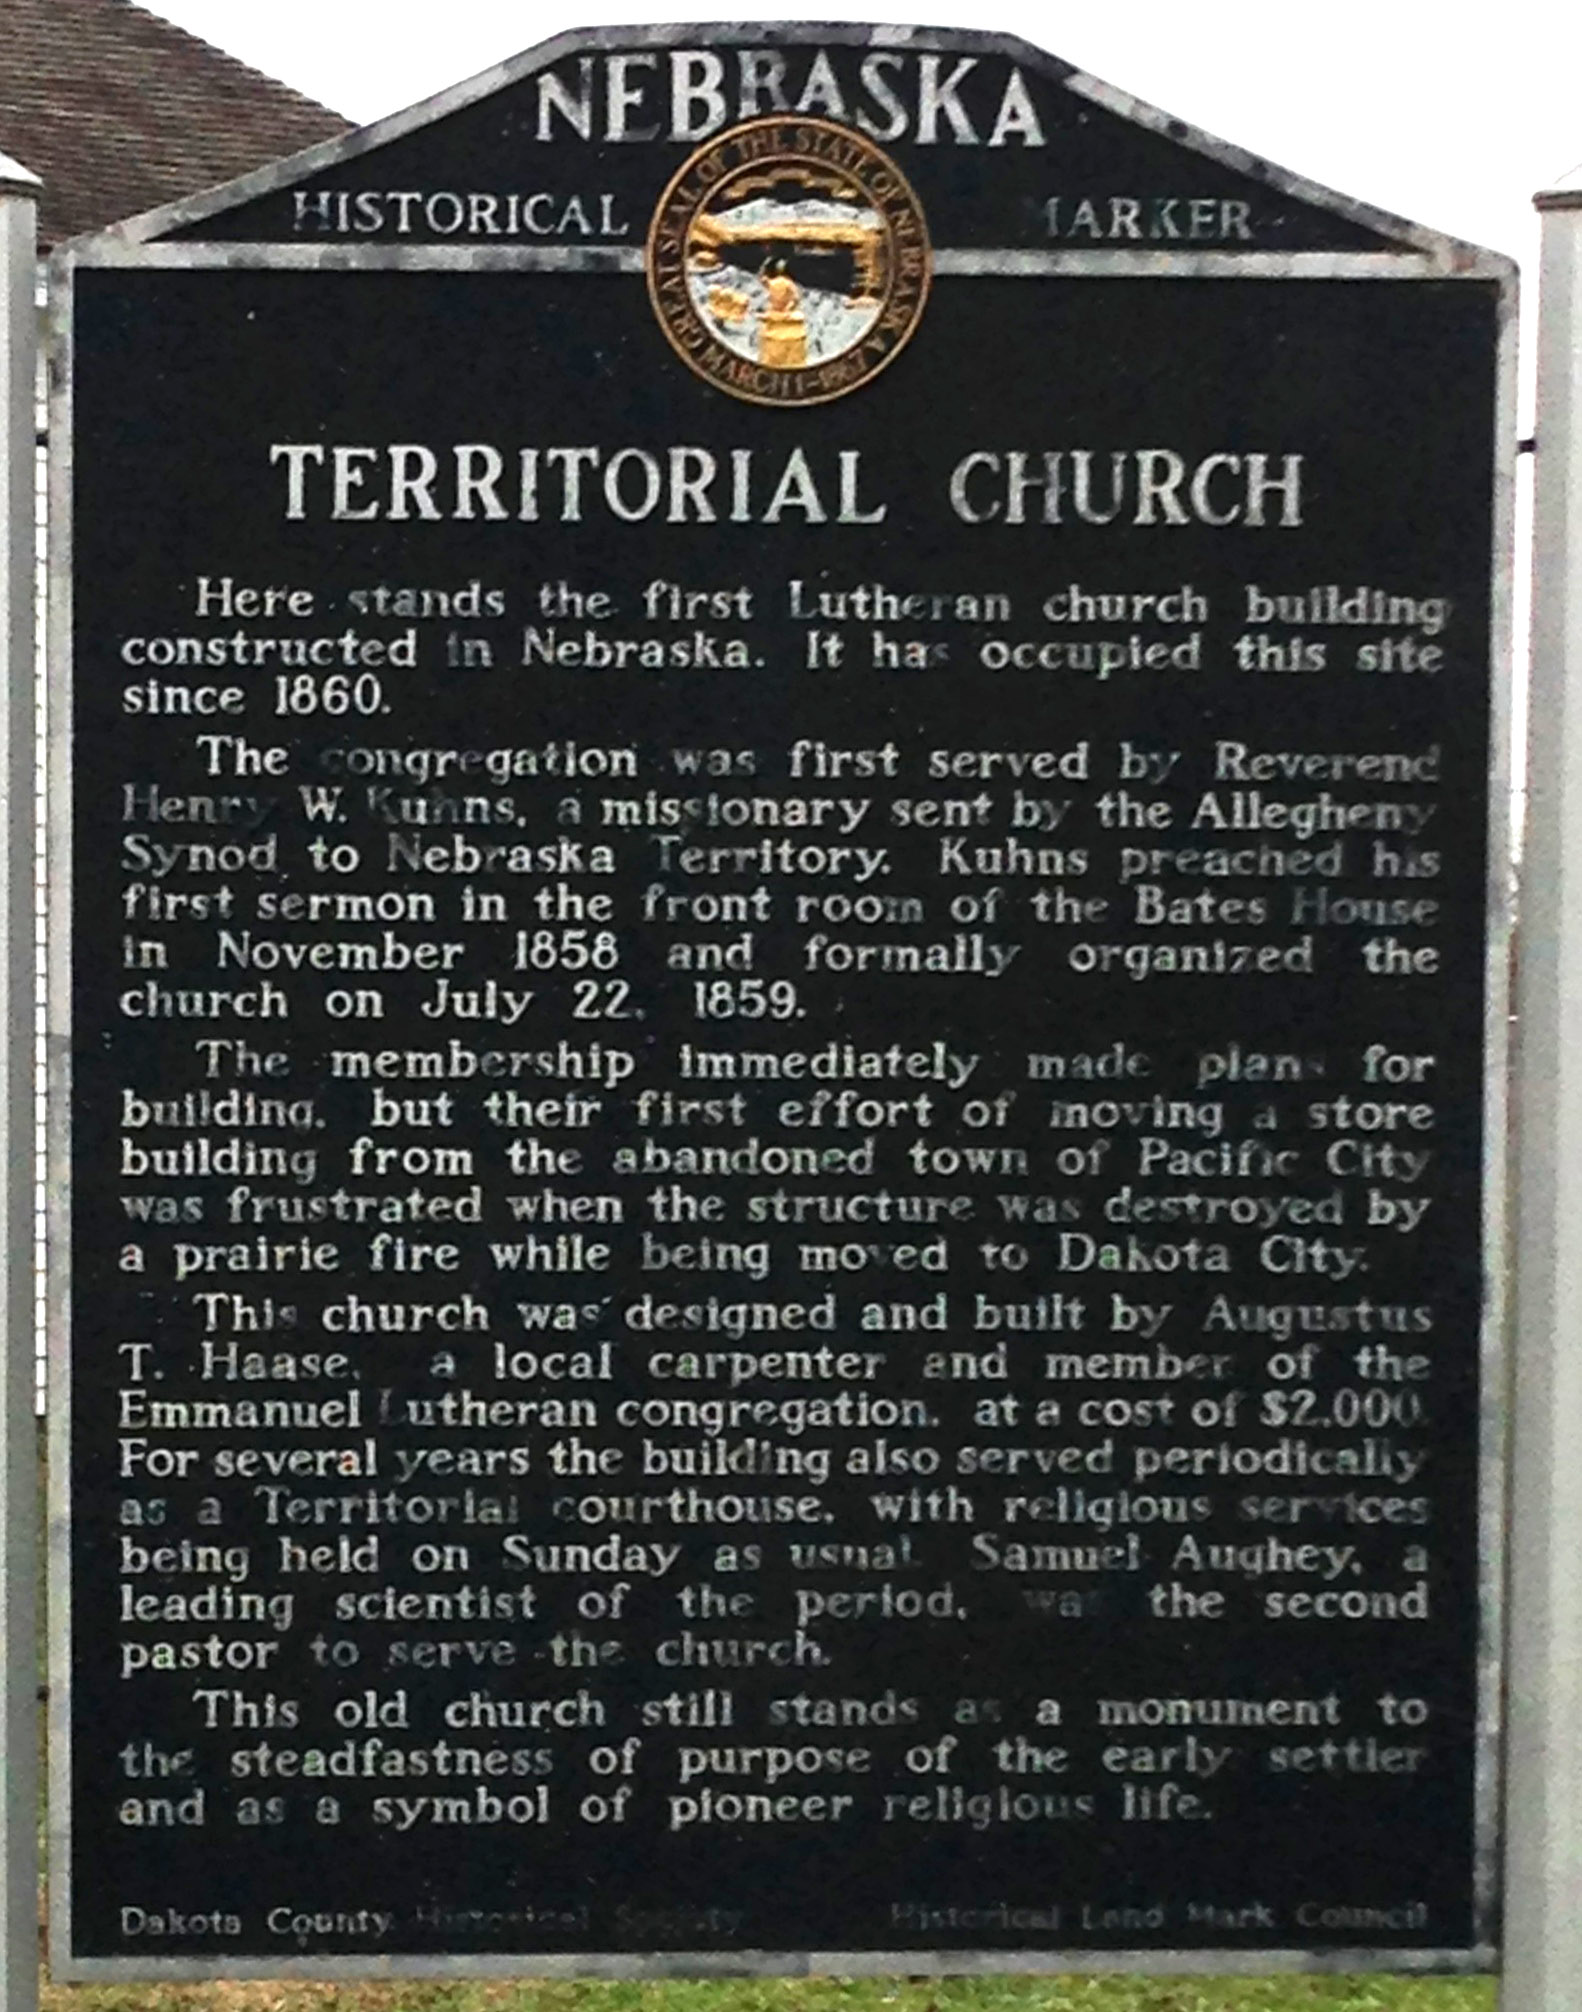 NEBRASKA
HISTORICAL MARKER
GREAT SEAL OF THE STATE OF NEBRASKA
MARCH 1-1867
TERRITORIAL CHURCH
Here stands the first Lutheran church building
constructed in Nebraska. It has occupied this site
since 1860.
The congregation was first served by Reverend
Henry W. Kuhns, a missionary sent by the Allegheny
Synod to Nebraska Territory. Kuhns preached his
first sermon in the front room of the Bates House
in November 1858 and formally organized the
church on July 22, 1859.
The membership immediately made plans for
building, but their first effort of moving a store
building from the abandoned town of Pacific City
was frustrated when the structure was destroyed by
a prairie fire while being moved to Dakota City.
This church was designed and built by Augustus
T. Haase, a local carpenter and member of the
Emmanuel Lutheran congregation, at a cost of $2,000.
For several years the building also served periodically
as a Territorial courthouse, with religious services
being held on Sunday as usual. Samuel Aughey, a
leading scientist of the period, was the second
pastor to serve the church.
This old church still stands as a monument to
the steadfastness of purpose of the early settler
and as a symbol of pioneer religious life.
Dakota County Historical Society Historical Land Mark Council